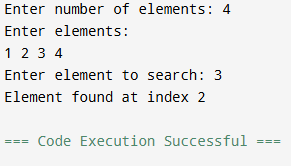 Enter number of elements: 4
Enter elements:
1 2 3 4
Enter element to search: 3
Element found at index 2
=== Code Execution Successful ===